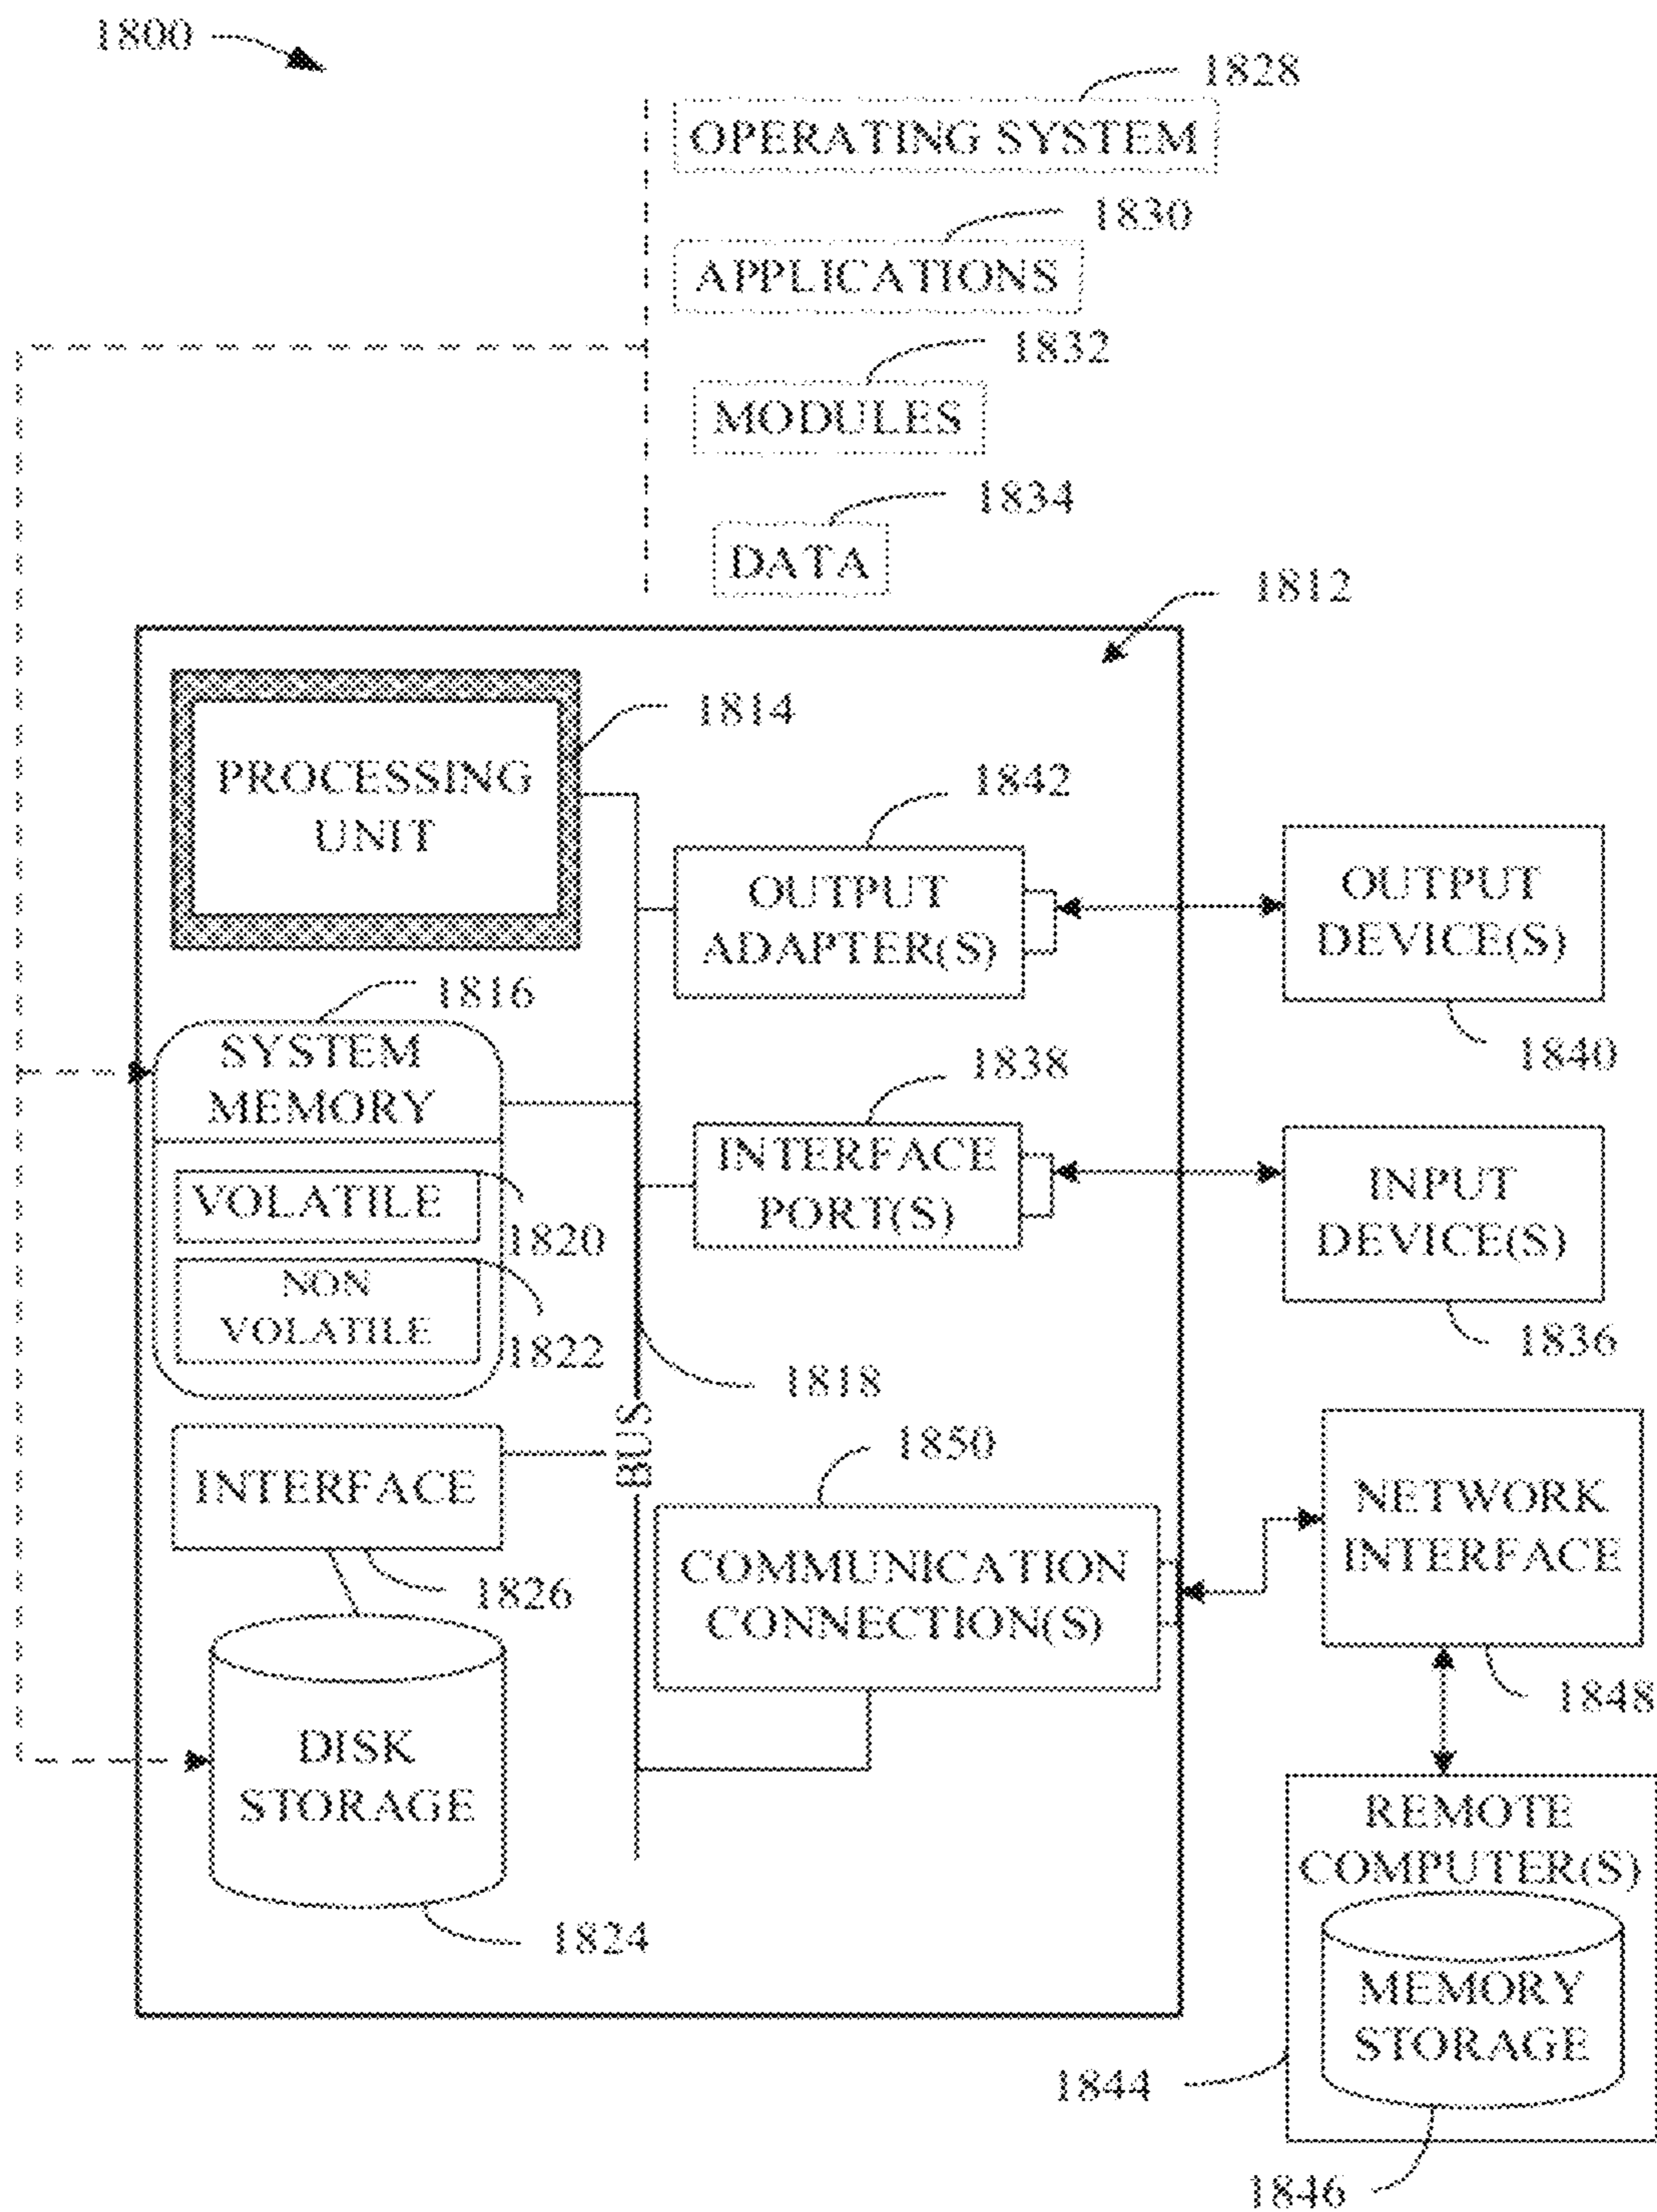 1800
1828
OPERATING SYSTEM
1830
APPLICATIONS
1832
MODULES
1834
DATA
1812
PROCESSING
UNIT
1814
1842
OUTPUT
ADAPTER(S)
OUTPUT
DEVICE(S)
1840
1816
SYSTEM
MEMORY
VOLATILE
1820
NON
VOLATILE
1822
1838
INTERFACE
PORT(S)
INPUT
DEVICE(S)
1836
1818
BUS
INTERFACE
1826
1850
COMMUNICATION
CONNECTION(S)
NETWORK
INTERFACE
1848
DISK
STORAGE
1824
REMOTE
COMPUTER(S)
MEMORY
STORAGE
1844
1846